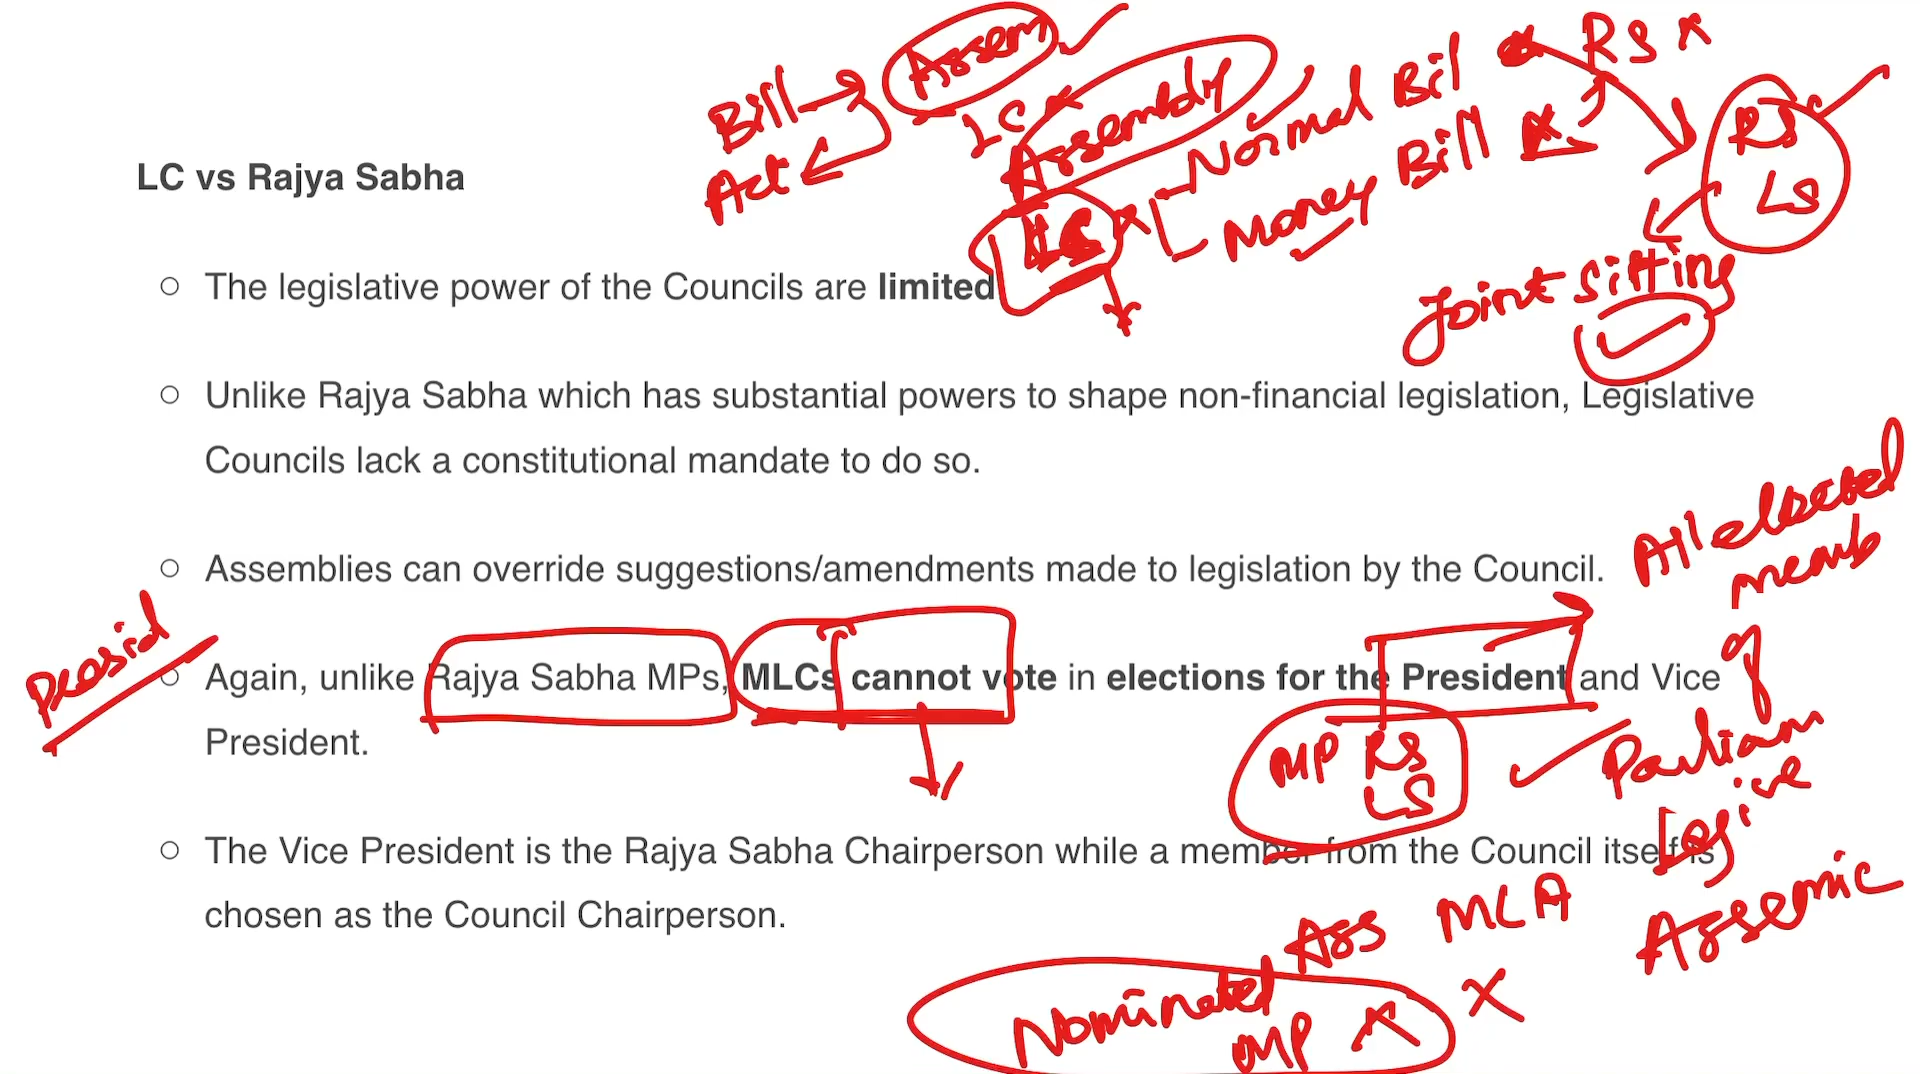 Bill Assem
LC x
Act
Assembly
Normal Bil
RS x
Money Bill
RS
LS
LC
Joint sitting
LC vs Rajya Sabha
○ The legislative power of the Councils are limited
○ Unlike Rajya Sabha which has substantial powers to shape non-financial legislation, Legislative
Councils lack a constitutional mandate to do so.
All elected
memb
of
Parliam
○ Assemblies can override suggestions/amendments made to legislation by the Council.
○ Again, unlike Rajya Sabha MPs, MLCs cannot vote in elections for the President and Vice
President.
MP RS
LS
○ The Vice President is the Rajya Sabha Chairperson while a member from the Council itself is
chosen as the Council Chairperson.
Ass MLA
Nominated
MP x